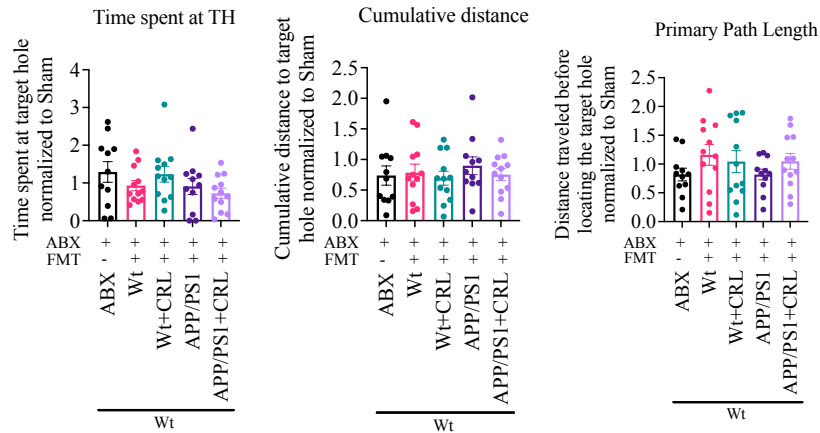 Time spent at TH
Time spent at target hole
normalized to Sham
4
3
2
1
0
ABX + + + + +
FMT - + + + +
ABX
Wt
Wt+CRL
APP/PS1
APP/PS1+CRL
Wt
Cumulative distance
Cumulative distance to target
hole normalized to Sham
2.5
2.0
1.5
1.0
0.5
0.0
ABX + + + + +
FMT - + + + +
ABX
Wt
Wt+CRL
APP/PS1
APP/PS1+CRL
Wt
Primary Path Length
Distance traveled before
locating the target hole
normalized to Sham
2.5
2.0
1.5
1.0
0.5
0.0
ABX + + + + +
FMT - + + + +
ABX
Wt
Wt+CRL
APP/PS1
APP/PS1+CRL
Wt